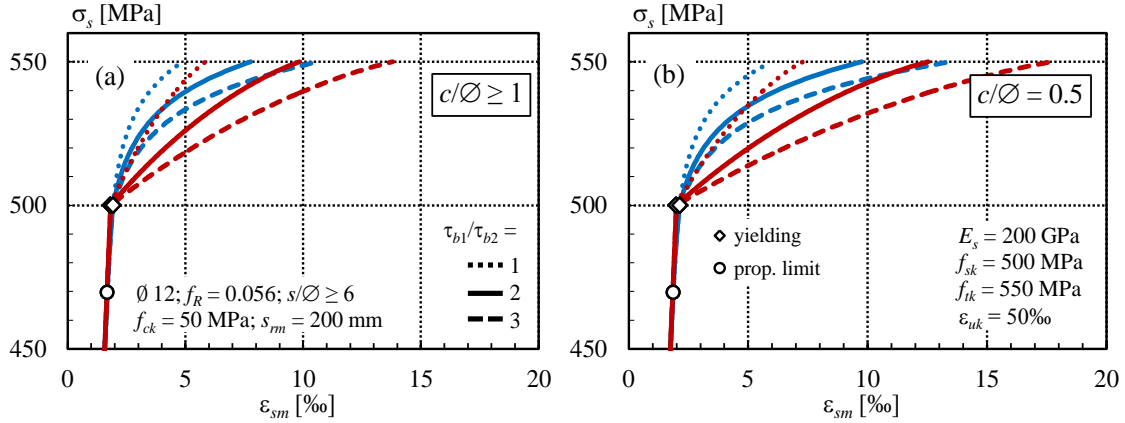 σs [MPa]
550
500
450
(a)
c/Ø ≥ 1
τb1/τb2 =
1
2
3
Ø 12; fR = 0.056; s/Ø ≥ 6
fck = 50 MPa; srm = 200 mm
0 5 10 15 20
εsm [‰]
σs [MPa]
550
500
450
(b)
c/Ø = 0.5
yielding
prop. limit
Es = 200 GPa
fsk = 500 MPa
ftk = 550 MPa
εuk = 50‰
0 5 10 15 20
εsm [‰]